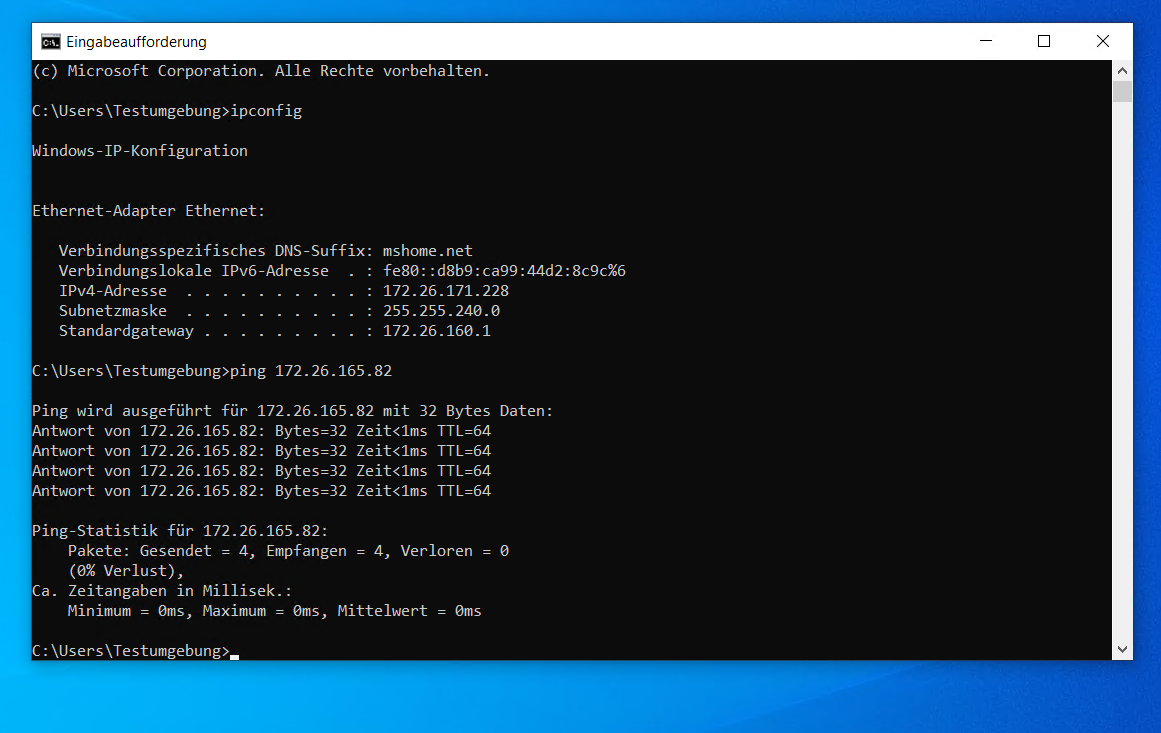 Eingabeaufforderung
(c) Microsoft Corporation. Alle Rechte vorbehalten.
C:\Users\Testumgebung>ipconfig
Windows-IP-Konfiguration
Ethernet-Adapter Ethernet:
   Verbindungsspezifisches DNS-Suffix: mshome.net
   Verbindungslokale IPv6-Adresse  . : fe80::d8b9:ca99:44d2:8c9c%6
   IPv4-Adresse  . . . . . . . . . . : 172.26.171.228
   Subnetzmaske  . . . . . . . . . . : 255.255.240.0
   Standardgateway . . . . . . . . . : 172.26.160.1
C:\Users\Testumgebung>ping 172.26.165.82
Ping wird ausgeführt für 172.26.165.82 mit 32 Bytes Daten:
Antwort von 172.26.165.82: Bytes=32 Zeit<1ms TTL=64
Antwort von 172.26.165.82: Bytes=32 Zeit<1ms TTL=64
Antwort von 172.26.165.82: Bytes=32 Zeit<1ms TTL=64
Antwort von 172.26.165.82: Bytes=32 Zeit<1ms TTL=64
Ping-Statistik für 172.26.165.82:
    Pakete: Gesendet = 4, Empfangen = 4, Verloren = 0
    (0% Verlust),
Ca. Zeitangaben in Millisek.:
    Minimum = 0ms, Maximum = 0ms, Mittelwert = 0ms
C:\Users\Testumgebung>